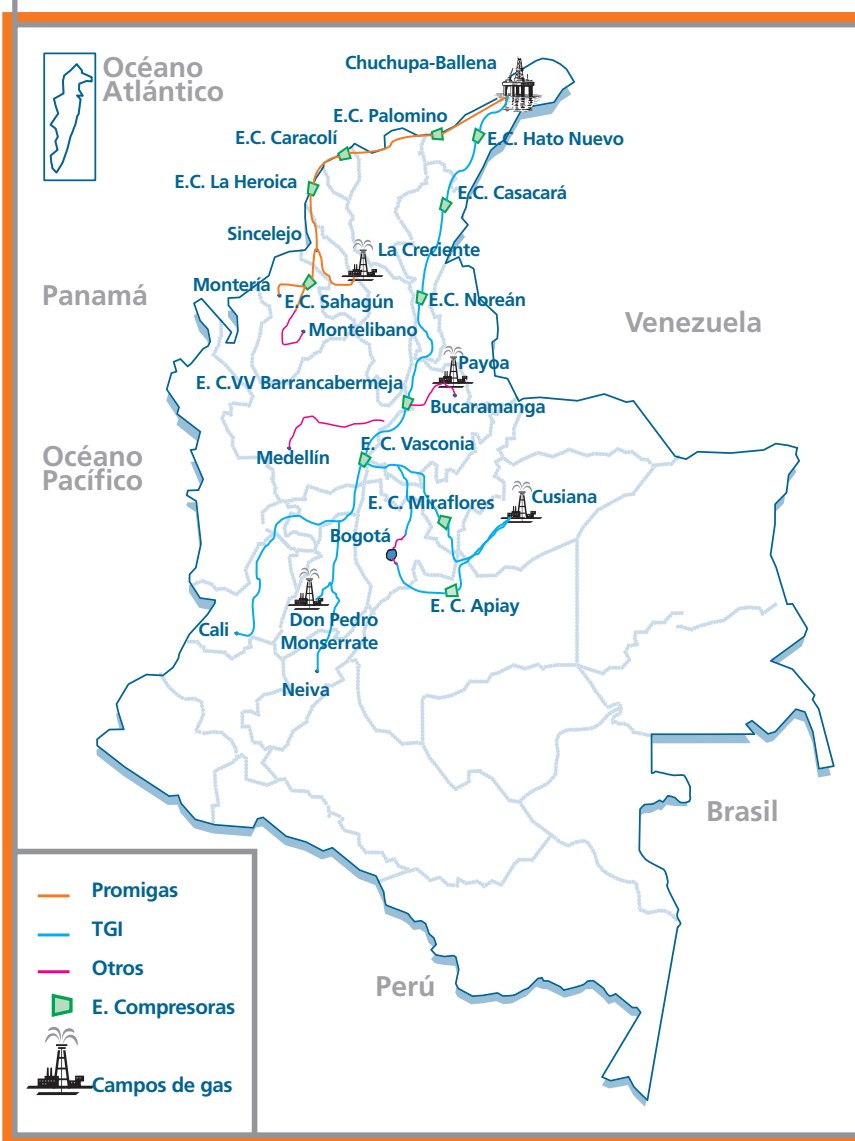 Océano
Atlántico
Chuchupa-Ballena
E.C. Palomino
E.C. Caracolí
E.C. Hato Nuevo
E.C. La Heroica
E.C. Casacará
Sincelejo
La Creciente
Montería
Panamá
E.C. Sahagún
E.C. Noreán
Montelibano
Venezuela
Payoa
E. C.VV Barrancabermeja
Bucaramanga
E. C. Vasconia
Medellín
Océano
Pacífico
E. C. Miraflores
Cusiana
Bogotá
E. C. Apiay
Don Pedro
Cali
Monserrate
Neiva
Brasil
Perú
Promigas
TGI
Otros
E. Compresoras
Campos de gas